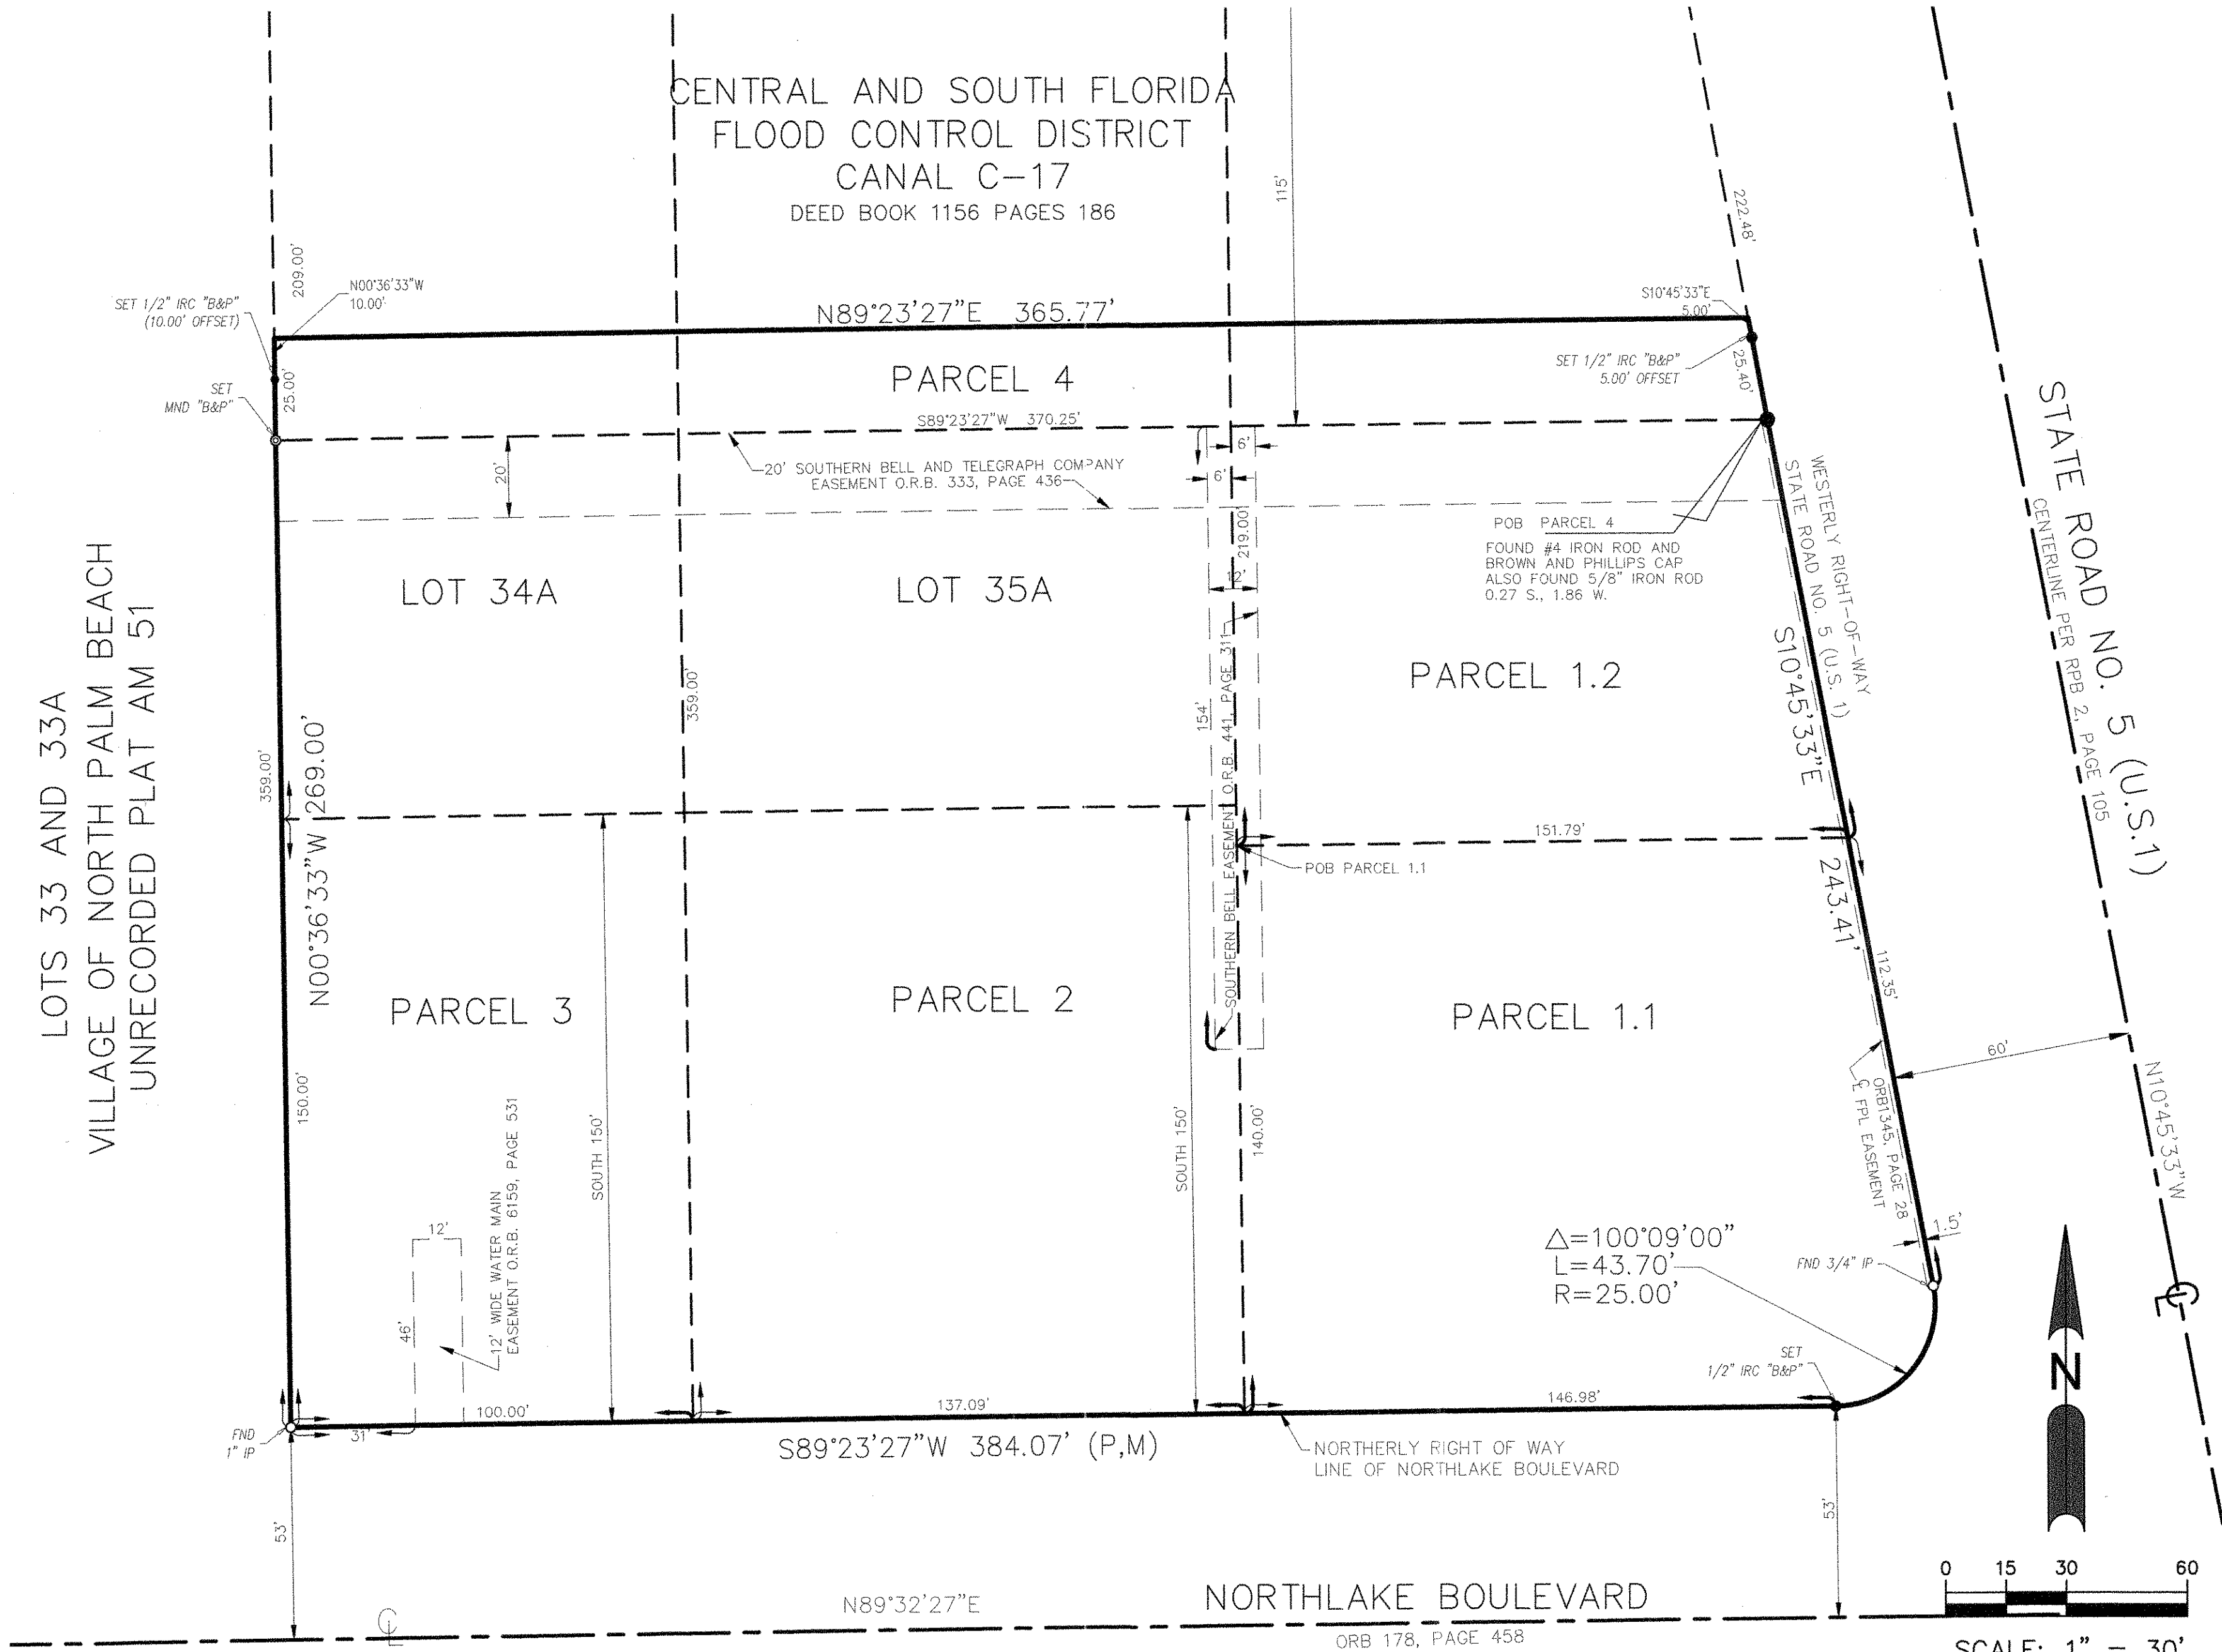 CENTRAL AND SOUTH FLORIDA
FLOOD CONTROL DISTRICT
CANAL C-17
DEED BOOK 1156 PAGES 186
115'
222.48'
209.00'
N00°36'33"W
10.00'
SET 1/2" IRC "B&P"
(10.00' OFFSET)
N89°23'27"E 365.77'
S10°45'33"E
5.00'
SET
MND "B&P"
25.00'
PARCEL 4
SET 1/2" IRC "B&P"
5.00' OFFSET
25.40'
S89°23'27"W 370.25'
20'
20' SOUTHERN BELL AND TELEGRAPH COMPANY
EASEMENT O.R.B. 333, PAGE 436
6'
6'
219.00'
12'
POB PARCEL 4
FOUND #4 IRON ROD AND
BROWN AND PHILLIPS CAP
ALSO FOUND 5/8" IRON ROD
0.27 S., 1.86 W.
WESTERLY RIGHT-OF-WAY
STATE ROAD NO. 5 (U.S. 1)
STATE ROAD NO. 5 (U.S.1)
CENTERLINE PER RPB 2, PAGE 105
LOTS 33 AND 33A
VILLAGE OF NORTH PALM BEACH
UNRECORDED PLAT AM 51
LOT 34A
LOT 35A
PARCEL 1.2
S10°45'33"E
243.41'
359.00'
N00°36'33"W 269.00'
359.00'
154'
SOUTHERN BELL EASEMENT O.R.B. 441, PAGE 311
151.79'
POB PARCEL 1.1
112.35'
PARCEL 3
PARCEL 2
PARCEL 1.1
60'
N10°45'33"W
150.00'
SOUTH 150'
SOUTH 150'
140.00'
ORB1345, PAGE 28
℄ FPL EASEMENT
1.5'
12'
46'
12' WIDE WATER MAIN
EASEMENT O.R.B. 6159, PAGE 531
△=100°09'00"
L=43.70'
R=25.00'
FND 3/4" IP
SET
1/2" IRC "B&P"
℄
N
FND
1" IP
31'
100.00'
137.09'
146.98'
S89°23'27"W 384.07' (P,M)
NORTHERLY RIGHT OF WAY
LINE OF NORTHLAKE BOULEVARD
53'
53'
℄
N89°32'27"E
NORTHLAKE BOULEVARD
ORB 178, PAGE 458
0 15 30 60
SCALE: 1" = 30'